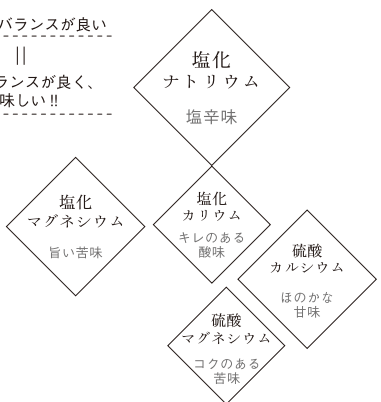 バランスが良い
||
ランスが良く、
味しい!!
塩化
ナトリウム
塩辛味
塩化
マグネシウム
旨い苦味
塩化
カリウム
キレのある
酸味
硫酸
カルシウム
ほのかな
甘味
硫酸
マグネシウム
コクのある
苦味